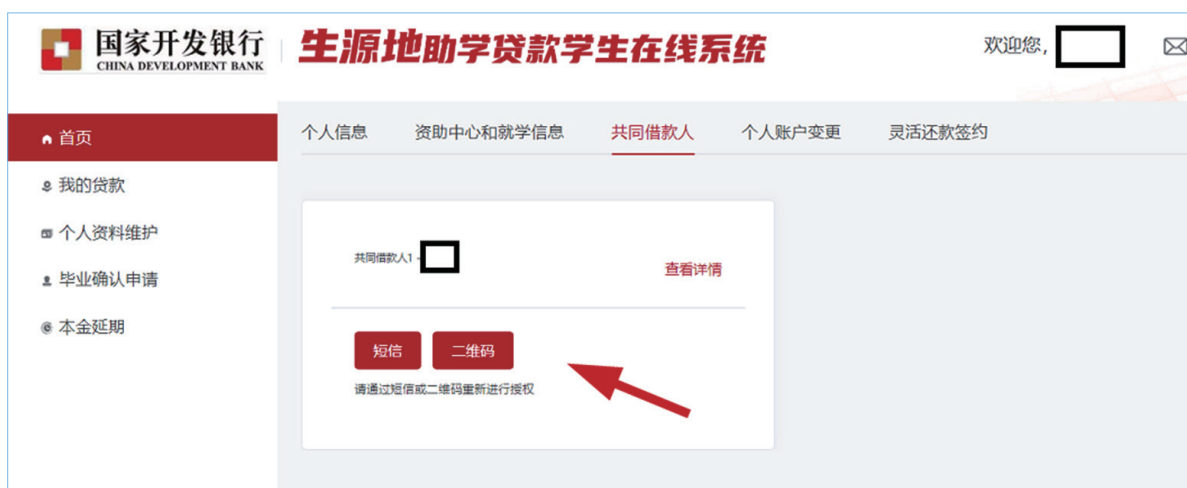 国家开发银行
CHINA DEVELOPMENT BANK
生源地助学贷款学生在线系统
欢迎您,
首页
个人信息 资助中心和就学信息 共同借款人 个人账户变更 灵活还款签约
我的贷款
个人资料维护
毕业确认申请
本金延期
共同借款人1 -
查看详情
短信 二维码
请通过短信或二维码重新进行授权